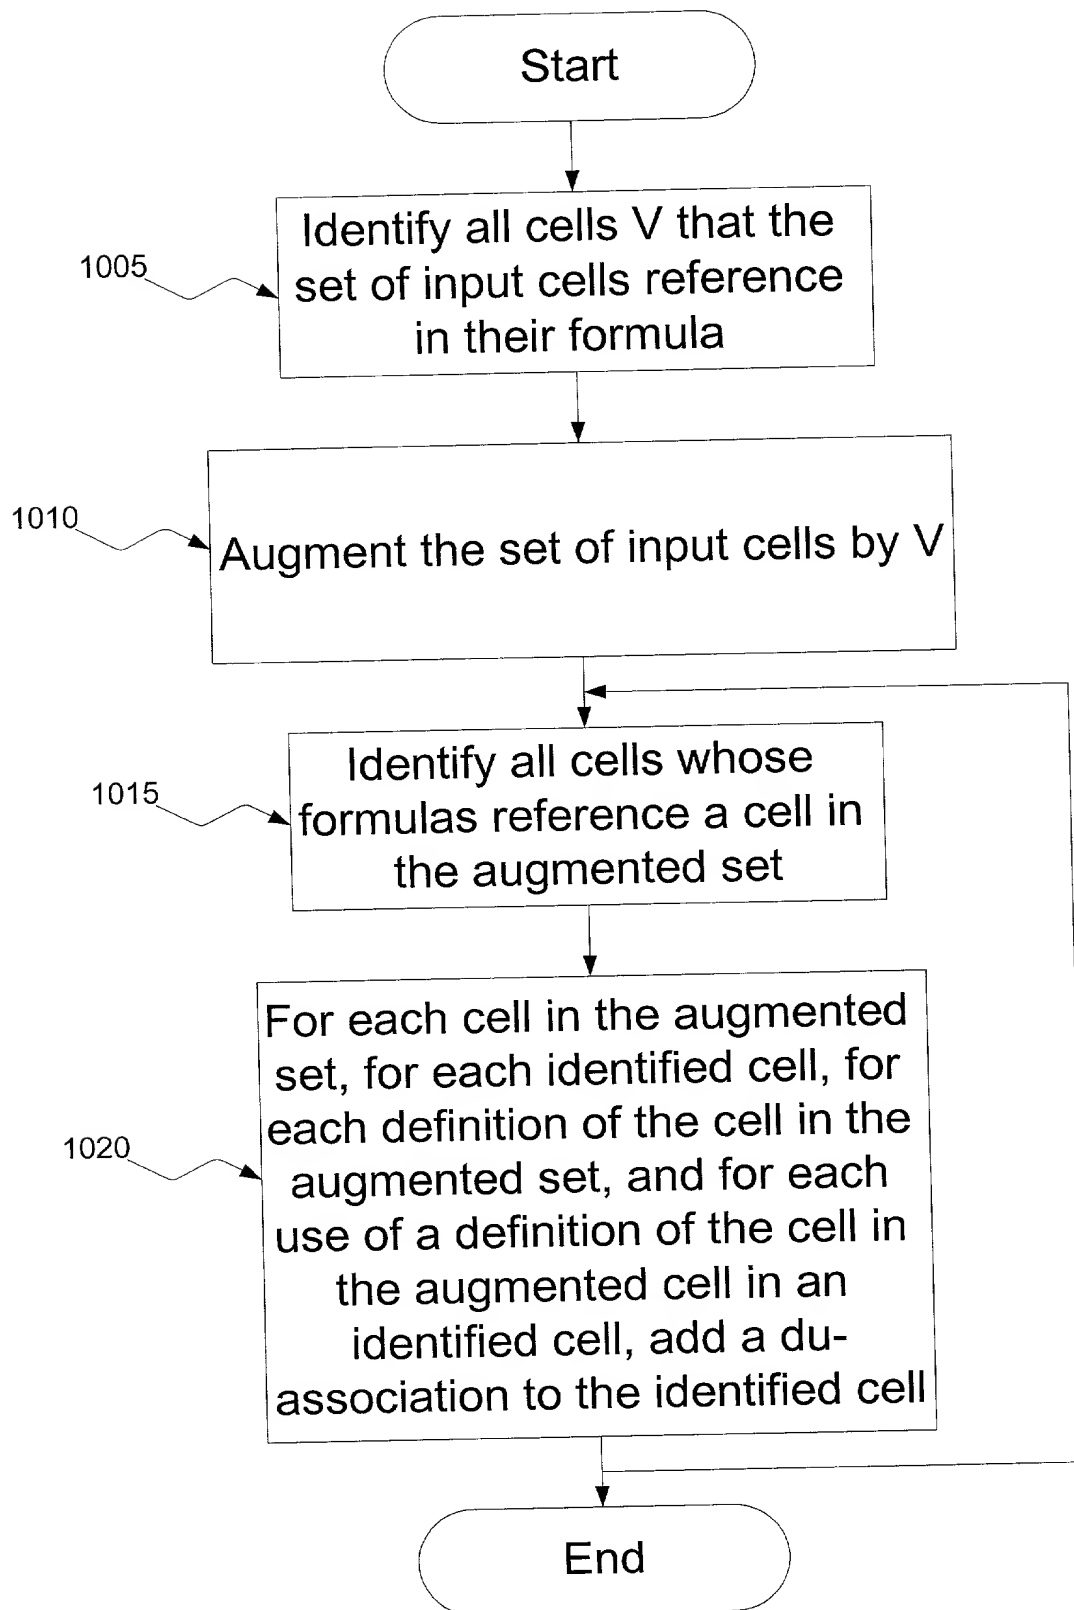 Start
Identify all cells V that the
set of input cells reference
in their formula
1005
Augment the set of input cells by V
1010
Identify all cells whose
formulas reference a cell in
the augmented set
1015
For each cell in the augmented
set, for each identified cell, for
each definition of the cell in the
augmented set, and for each
use of a definition of the cell in
the augmented cell in an
identified cell, add a du-
association to the identified cell
1020
End